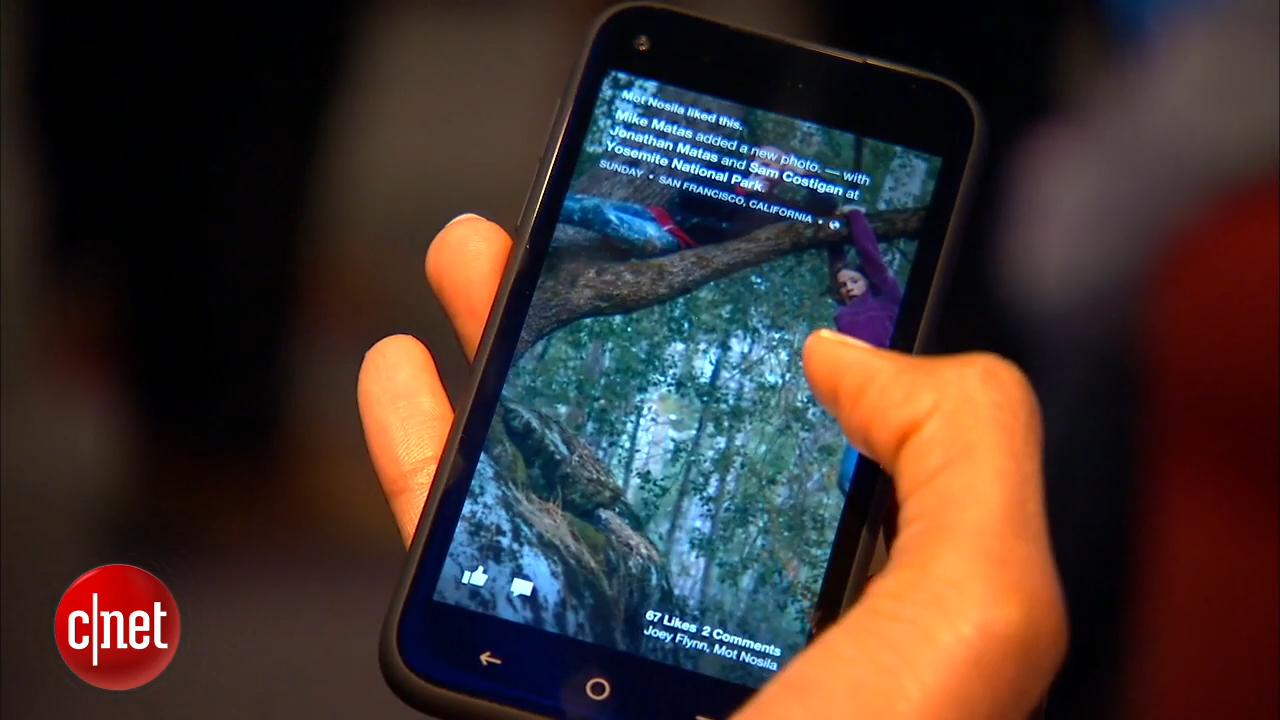 Mot Nosila liked this.
Mike Matas added a new photo. — with
Jonathan Matas and Sam Costigan at
Yosemite National Park.
SUNDAY • SAN FRANCISCO, CALIFORNIA •
67 Likes 2 Comments
Joey Flynn, Mot Nosila
c|net